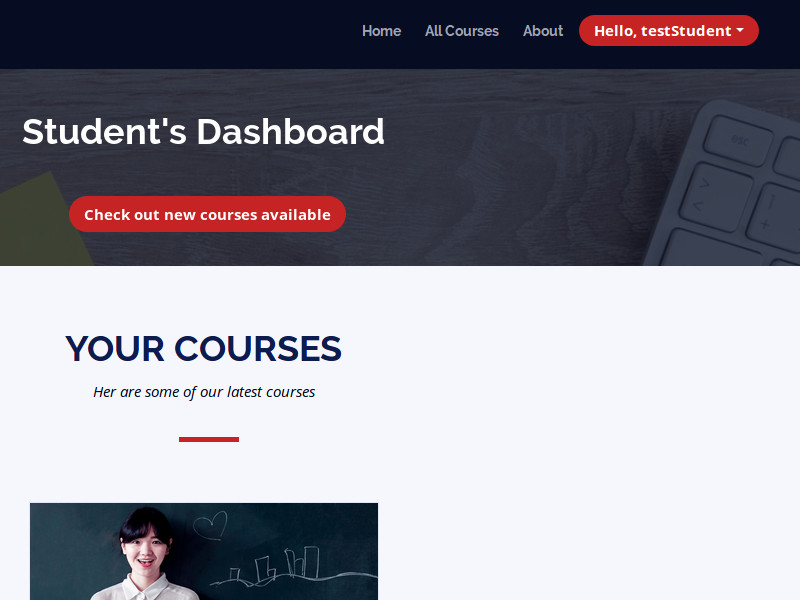 Home All Courses About Hello, testStudent
Student's Dashboard
esc
Check out new courses available
YOUR COURSES
Her are some of our latest courses